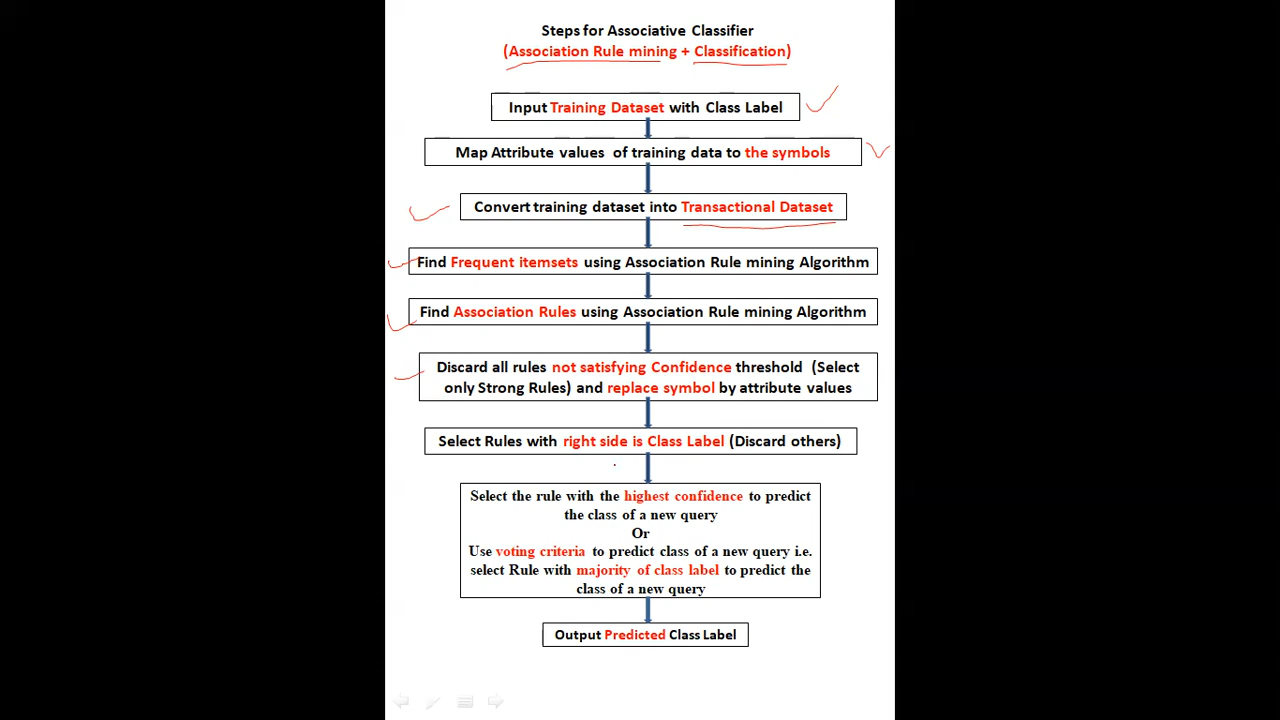 Steps for Associative Classifier
(Association Rule mining + Classification)
Input Training Dataset with Class Label
Map Attribute values of training data to the symbols
Convert training dataset into Transactional Dataset
Find Frequent itemsets using Association Rule mining Algorithm
Find Association Rules using Association Rule mining Algorithm
Discard all rules not satisfying Confidence threshold (Select
only Strong Rules) and replace symbol by attribute values
Select Rules with right side is Class Label (Discard others)
Select the rule with the highest confidence to predict
the class of a new query
Or
Use voting criteria to predict class of a new query i.e.
select Rule with majority of class label to predict the
class of a new query
Output Predicted Class Label